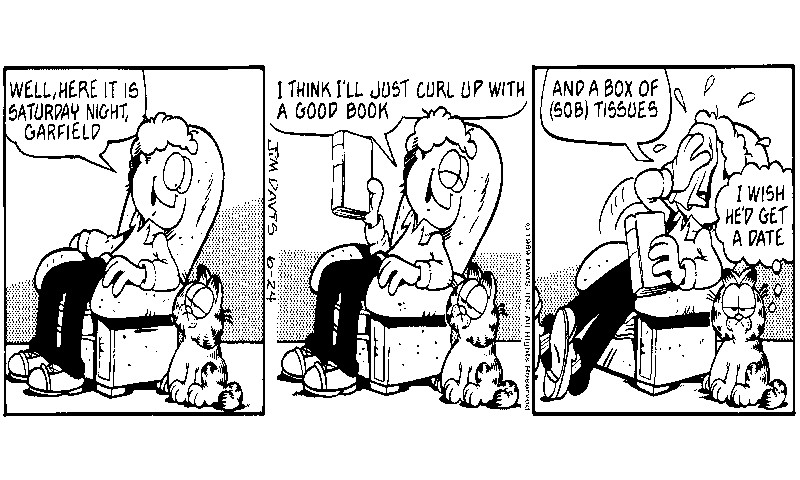 WELL, HERE IT IS
SATURDAY NIGHT,
GARFIELD
JIM DAVIS 6-24
I THINK I'LL JUST CURL UP WITH
A GOOD BOOK
AND A BOX OF
(SOB) TISSUES
I WISH
HE'D GET
A DATE